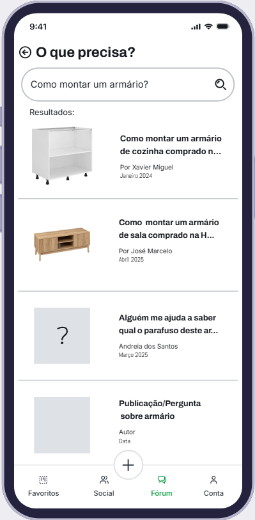 9:41
O que precisa?
Como montar um armário?
Resultados:
Como montar um armário
de cozinha comprado n...
Por Xavier Miguel
Janeiro 2024
Como montar um armário
de sala comprado na H...
Por José Marcelo
Abril 2025
?
Alguém me ajuda a saber
qual o parafuso deste ar...
Andreia dos Santos
Março 2025
Publicação/Pergunta
sobre armário
Autor
Data
+
Favoritos Social Fórum Conta